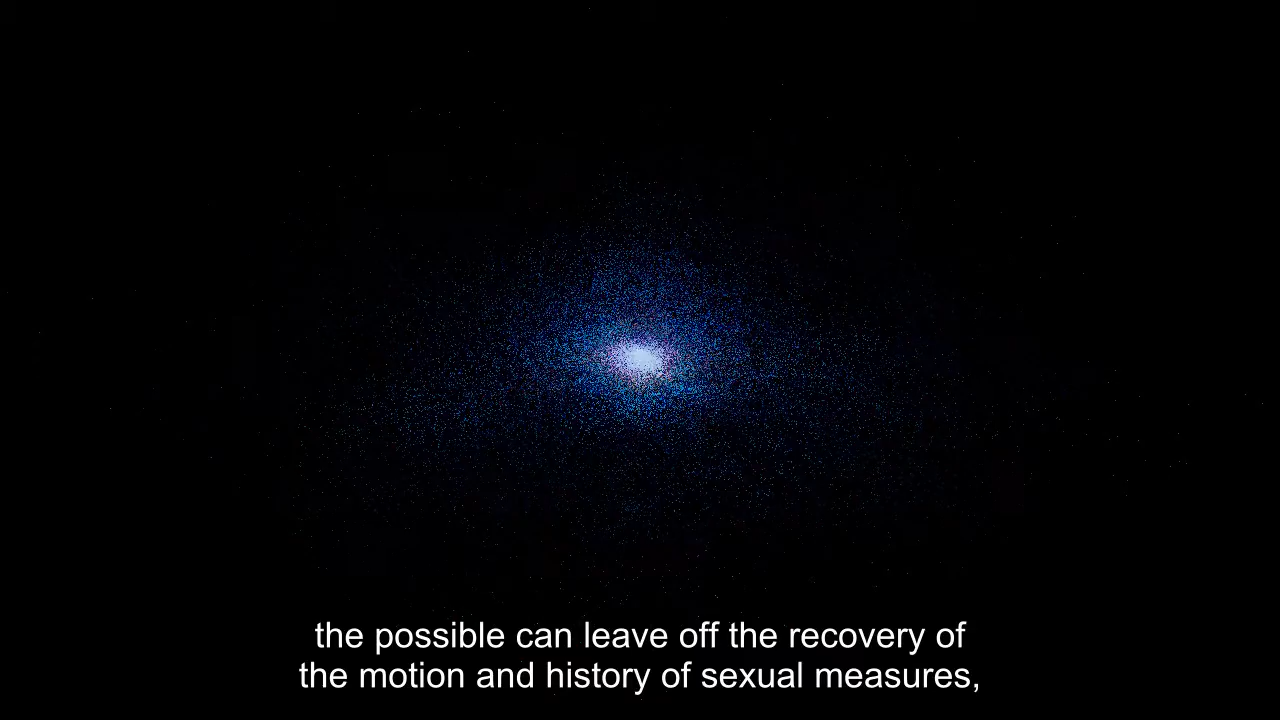 the possible can leave off the recovery of
the motion and history of sexual measures,